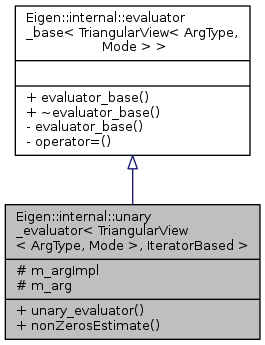 Eigen::internal::evaluator
_base< TriangularView< ArgType,
Mode > >
+ evaluator_base()
+ ~evaluator_base()
- evaluator_base()
- operator=()
Eigen::internal::unary
_evaluator< TriangularView
< ArgType, Mode >, IteratorBased >
# m_argImpl
# m_arg
+ unary_evaluator()
+ nonZerosEstimate()